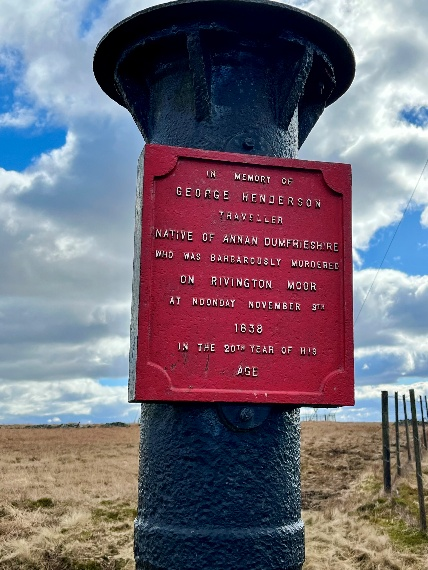 IN MEMORY OF
GEORGE HENDERSON
TRAVELLER
NATIVE OF ANNAN DUMFRIESHIRE
WHO WAS BARBAROUSLY MURDERED
ON RIVINGTON MOOR
AT NOONDAY NOVEMBER 9TH
1838
IN THE 20TH YEAR OF HIS
AGE